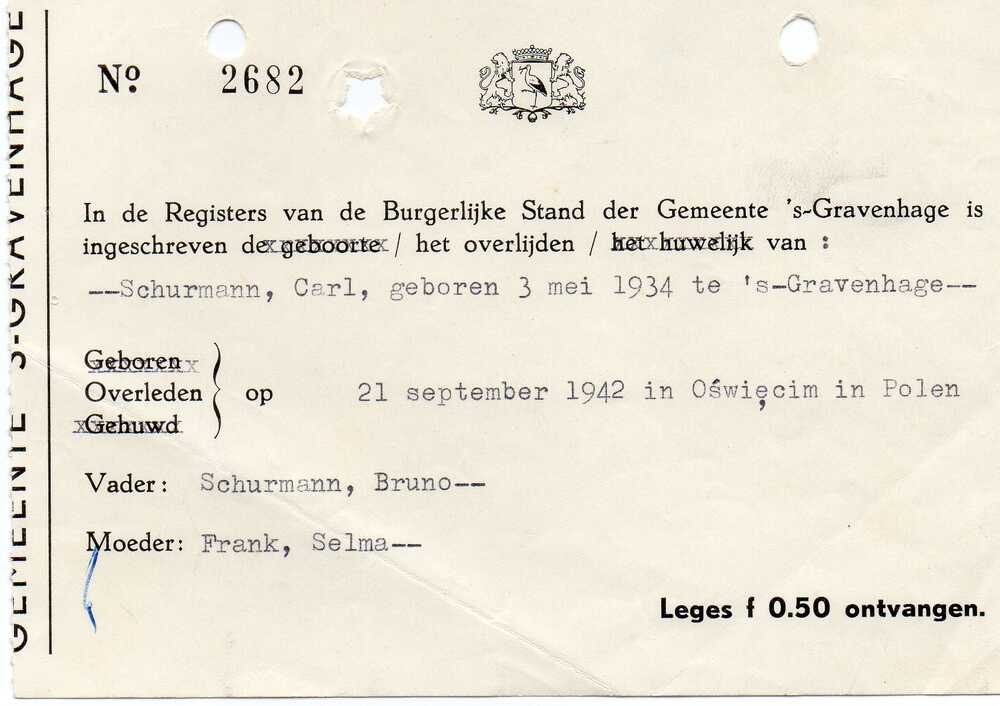 GEMEENTE 'S-GRAVENHAGE
No. 2682
In de Registers van de Burgerlijke Stand der Gemeente 's-Gravenhage is
ingeschreven de geboorte / het overlijden / het huwelijk van :
--Schurmann, Carl, geboren 3 mei 1934 te 's-Gravenhage--
Geboren
Overleden } op 21 september 1942 in Oświęcim in Polen
Gehuwd
Vader: Schurmann, Bruno--
Moeder: Frank, Selma--
Leges f 0.50 ontvangen.